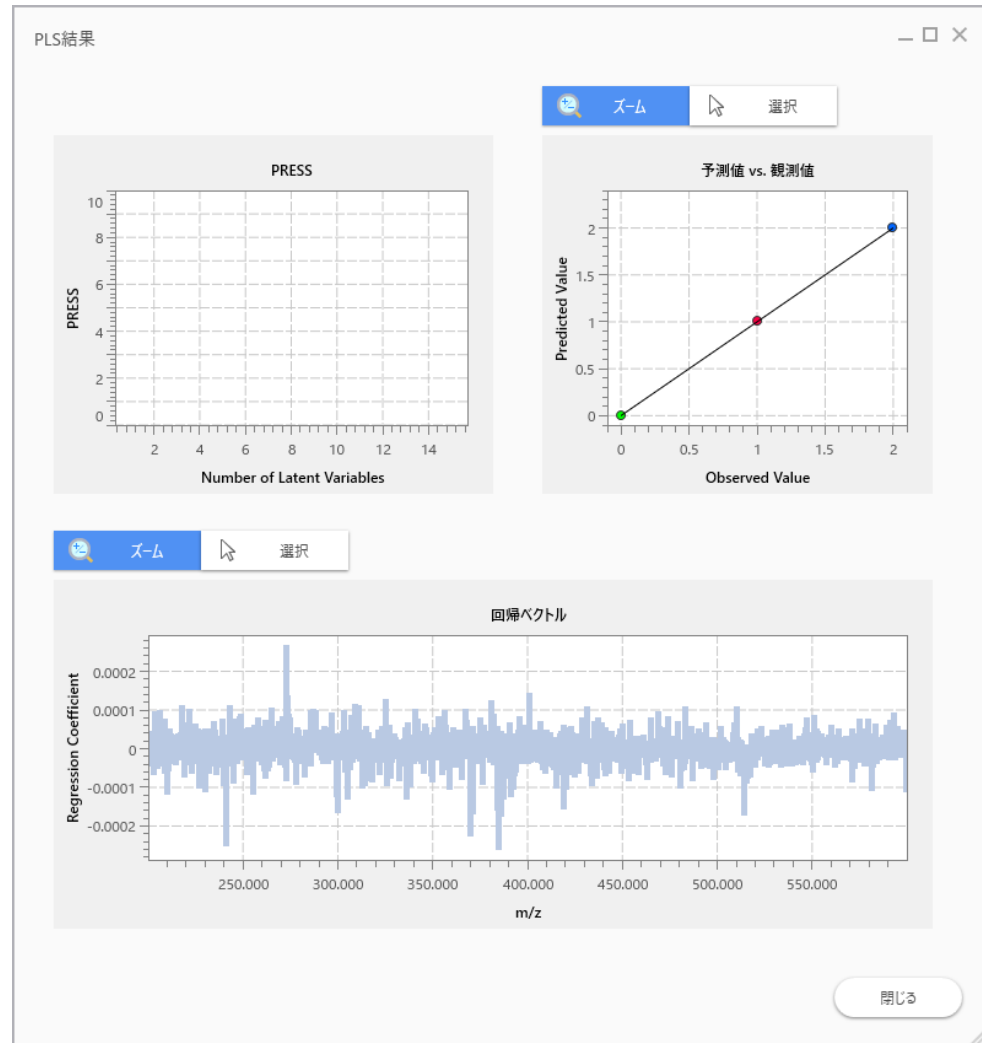 PLS結果
ズーム 選択
PRESS
10
8
6
4
2
0
PRESS
2 4 6 8 10 12 14
Number of Latent Variables
予測値 vs. 観測値
2
1.5
1
0.5
0
Predicted Value
0 0.5 1 1.5 2
Observed Value
ズーム 選択
回帰ベクトル
0.0002
0.0001
0
-0.0001
-0.0002
Regression Coefficient
250.000 300.000 350.000 400.000 450.000 500.000 550.000
m/z
閉じる